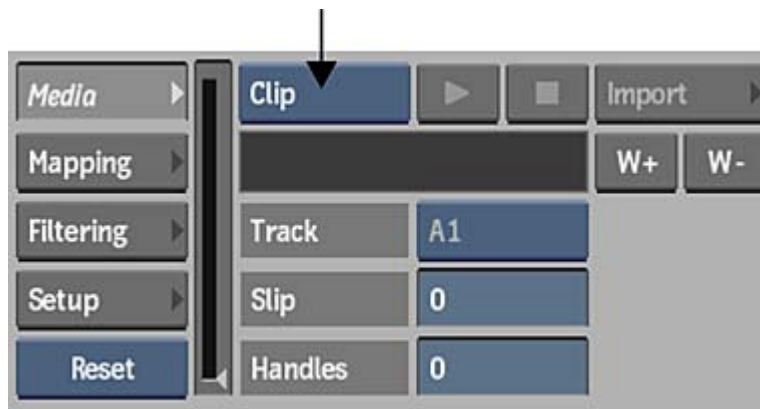 Media Clip Import
Mapping W+ W-
Filtering Track A1
Setup Slip 0
Reset Handles 0